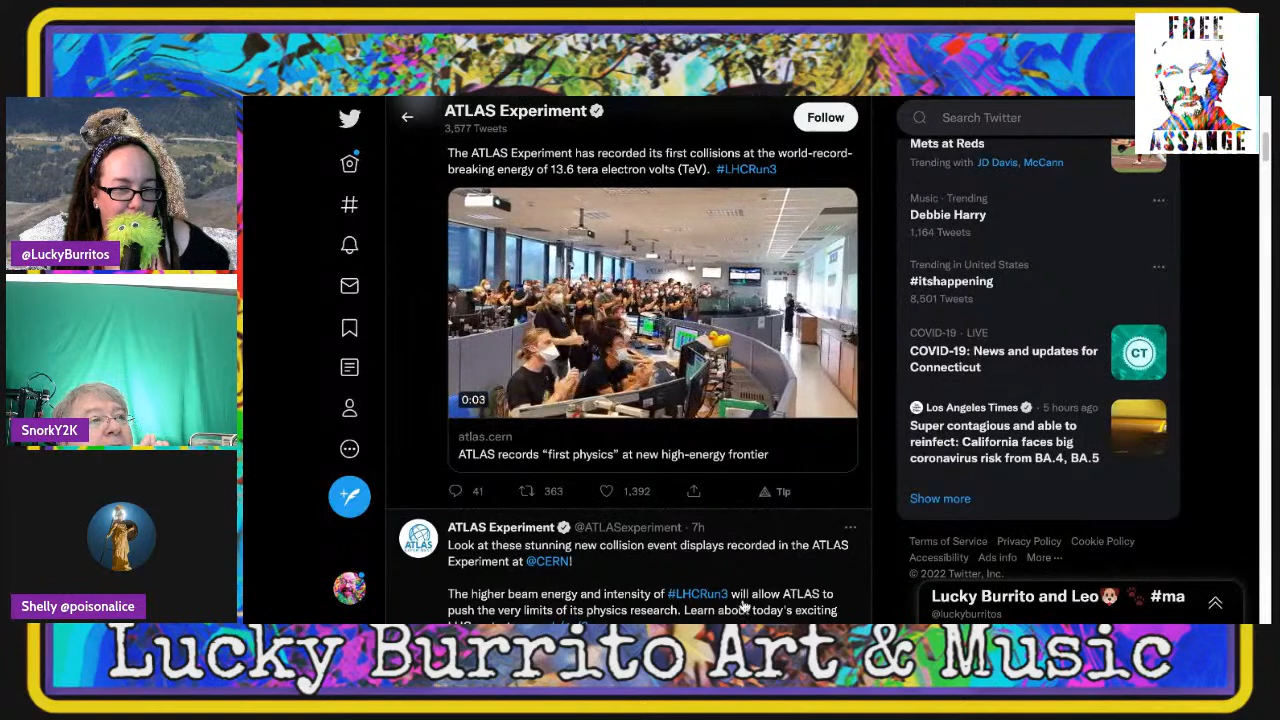 FREE
ASSANGE
@LuckyBurritos
SnorkY2K
Shelly @poisonalice
ATLAS Experiment
3,577 Tweets
Follow
The ATLAS Experiment has recorded its first collisions at the world-record-
breaking energy of 13.6 tera electron volts (TeV). #LHCRun3
0:03
atlas.cern
ATLAS records “first physics” at new high-energy frontier
41 363 1,392 Tip
ATLAS
ATLAS Experiment @ATLASexperiment · 7h
Look at these stunning new collision event displays recorded in the ATLAS
Experiment at @CERN!
The higher beam energy and intensity of #LHCRun3 will allow ATLAS to
push the very limits of its physics research. Learn about today's exciting
Search Twitter
Mets at Reds
Trending with JD Davis, McCann
Music · Trending
Debbie Harry
1,164 Tweets
Trending in United States
#itshappening
8,501 Tweets
COVID-19 · LIVE
COVID-19: News and updates for
Connecticut
CT
Los Angeles Times · 5 hours ago
Super contagious and able to
reinfect: California faces big
coronavirus risk from BA.4, BA.5
Show more
Terms of Service Privacy Policy Cookie Policy
Accessibility Ads info More
© 2022 Twitter, Inc.
Lucky Burrito and Leo #ma
@luckyburritos
Lucky Burrito Art & Music